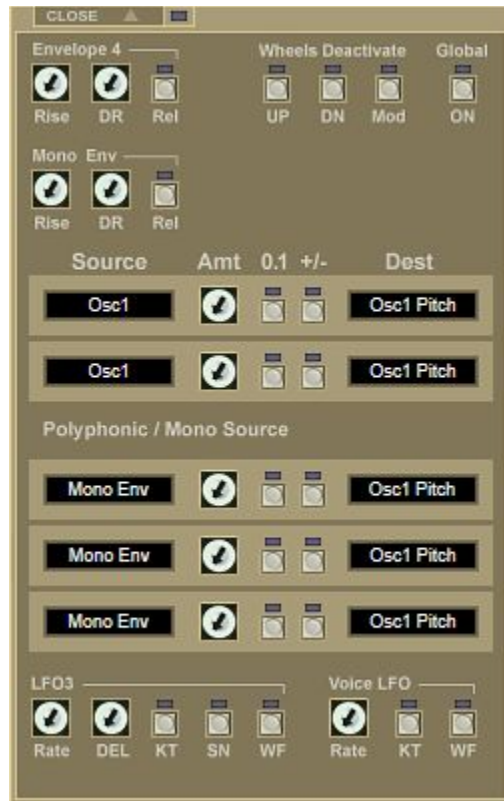 CLOSE
Envelope 4 Wheels Deactivate Global
Rise DR Rel UP DN Mod ON
Mono Env
Rise DR Rel
Source Amt 0.1 +/- Dest
Osc1 Osc1 Pitch
Osc1 Osc1 Pitch
Polyphonic / Mono Source
Mono Env Osc1 Pitch
Mono Env Osc1 Pitch
Mono Env Osc1 Pitch
LFO3 Voice LFO
Rate DEL KT SN WF Rate KT WF